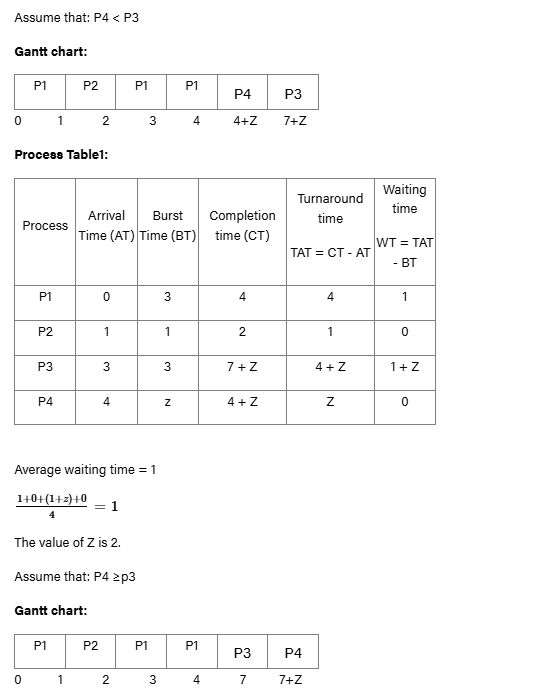 Assume that: P4 < P3
Gantt chart:
P1 P2 P1 P1 P4 P3
0 1 2 3 4 4+Z 7+Z
Process Table1:
Process Arrival Time (AT) Burst Time (BT) Completion time (CT) Turnaround time TAT = CT - AT Waiting time WT = TAT - BT
P1 0 3 4 4 1
P2 1 1 2 1 0
P3 3 3 7 + Z 4 + Z 1 + Z
P4 4 z 4 + Z Z 0
Average waiting time = 1
1+0+(1+z)+0
4
= 1
The value of Z is 2.
Assume that: P4 ≥p3
Gantt chart:
P1 P2 P1 P1 P3 P4
0 1 2 3 4 7 7+Z